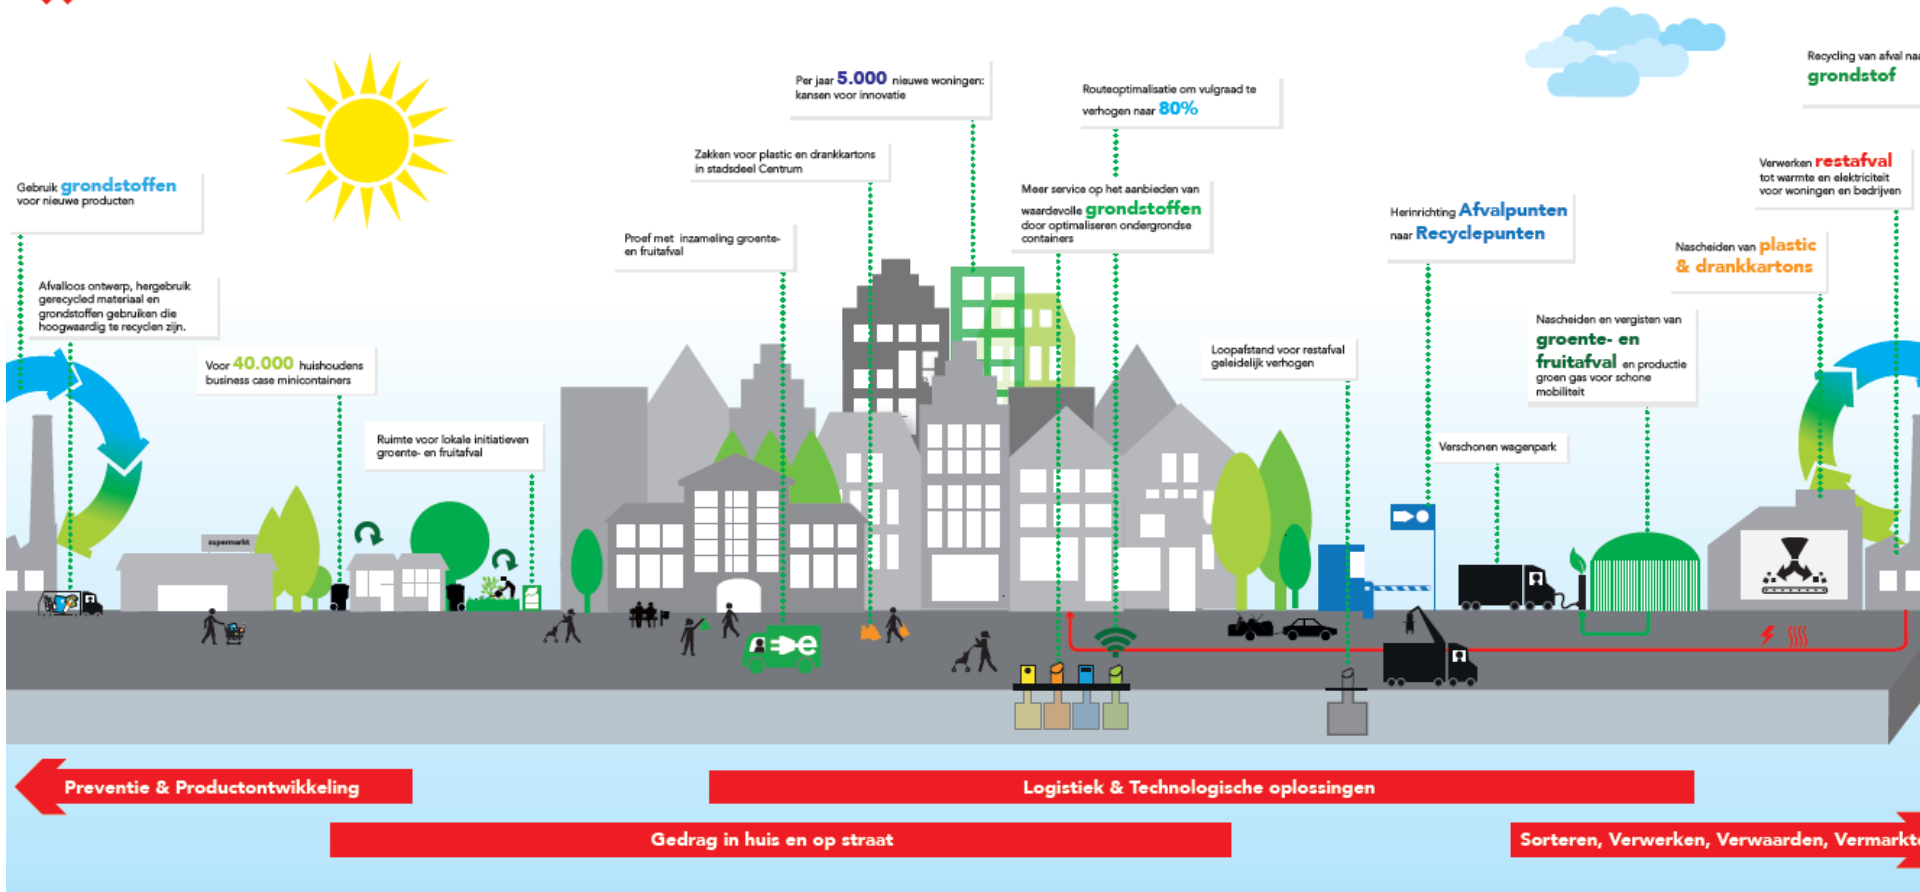 Gebruik grondstoffen
voor nieuwe producten
Afvalloos ontwerp, hergebruik
gerecycled materiaal en
grondstoffen gebruiken die
hoogwaardig te recyclen zijn.
Voor 40.000 huishoudens
business case minicontainers
Ruimte voor lokale initiatieven
groente- en fruitafval
supermarkt
Proef met inzameling groente-
en fruitafval
Zakken voor plastic en drankkartons
in stadsdeel Centrum
Per jaar 5.000 nieuwe woningen:
kansen voor innovatie
Routeoptimalisatie om vulgraad te
verhogen naar 80%
Meer service op het aanbieden van
waardevolle grondstoffen
door optimaliseren ondergrondse
containers
Loopafstand voor restafval
geleidelijk verhogen
Herinrichting Afvalpunten
naar Recyclepunten
Verschonen wagenpark
Nascheiden en vergisten van
groente- en
fruitafval en productie
groen gas voor schone
mobiliteit
Nascheiden van plastic
& drankkartons
Verwerken restafval
tot warmte en elektriciteit
voor woningen en bedrijven
Recycling van afval
grondstof
e
Preventie & Productontwikkeling
Logistiek & Technologische oplossingen
Gedrag in huis en op straat
Sorteren, Verwerken, Verwaarden,